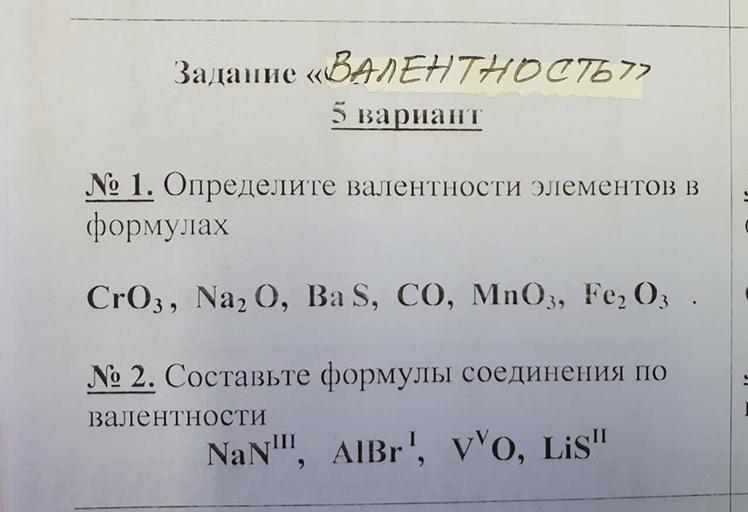 Задание «ВАЛЕНТНОСТЬ»
5 вариант
№ 1. Определите валентности элементов в
формулах
CrO₃, Na₂O, BaS, CO, MnO₃, Fe₂O₃ .
№ 2. Составьте формулы соединения по
валентности
NaNᴵᴵᴵ, AlBrᴵ, VⱽO, LiSᴵᴵ